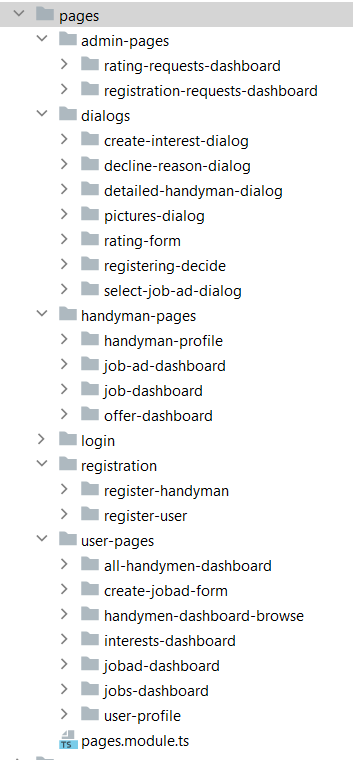 pages
admin-pages
rating-requests-dashboard
registration-requests-dashboard
dialogs
create-interest-dialog
decline-reason-dialog
detailed-handyman-dialog
pictures-dialog
rating-form
registering-decide
select-job-ad-dialog
handyman-pages
handyman-profile
job-ad-dashboard
job-dashboard
offer-dashboard
login
registration
register-handyman
register-user
user-pages
all-handymen-dashboard
create-jobad-form
handymen-dashboard-browse
interests-dashboard
jobad-dashboard
jobs-dashboard
user-profile
TS pages.module.ts